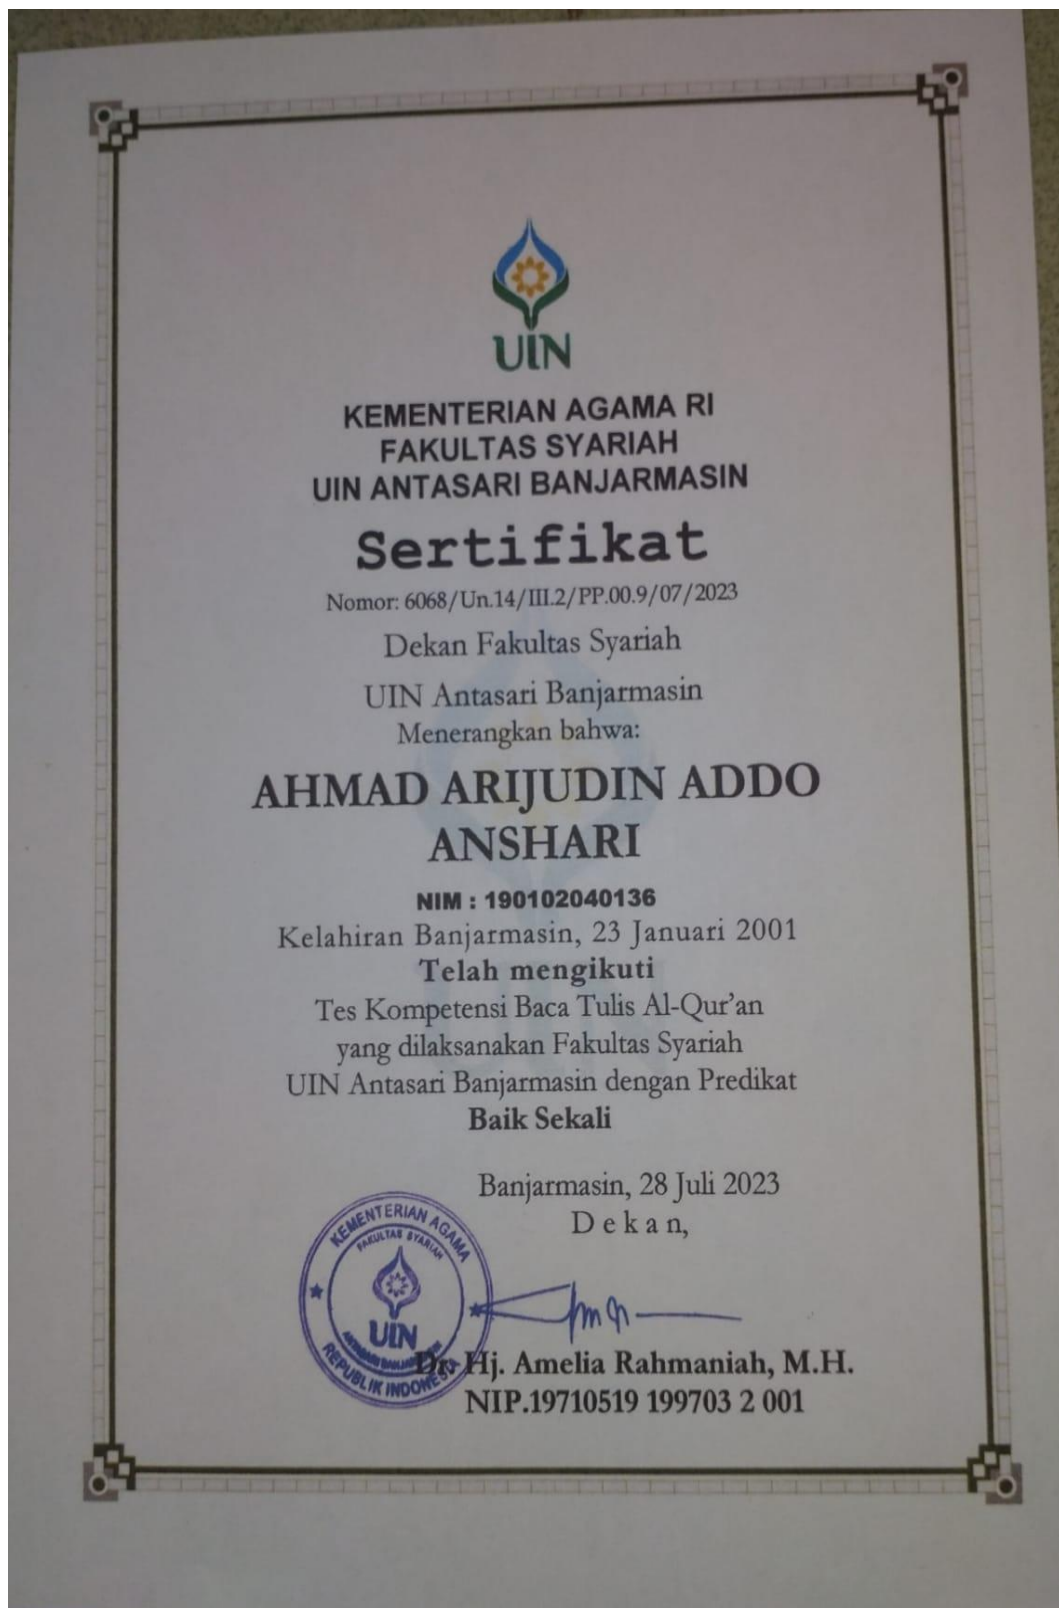 UIN
KEMENTERIAN AGAMA RI
FAKULTAS SYARIAH
UIN ANTASARI BANJARMASIN
Sertifikat
Nomor: 6068/Un.14/III.2/PP.00.9/07/2023
Dekan Fakultas Syariah
UIN Antasari Banjarmasin
Menerangkan bahwa:
AHMAD ARIJUDIN ADDO
ANSHARI
NIM : 190102040136
Kelahiran Banjarmasin, 23 Januari 2001
Telah mengikuti
Tes Kompetensi Baca Tulis Al-Qur’an
yang dilaksanakan Fakultas Syariah
UIN Antasari Banjarmasin dengan Predikat
Baik Sekali
Banjarmasin, 28 Juli 2023
D e k a n,
KEMENTERIAN AGAMA
FAKULTAS SYARIAH
UIN
ANTASARI BANJARMASIN
REPUBLIK INDONESIA
Dr. Hj. Amelia Rahmaniah, M.H.
NIP.19710519 199703 2 001